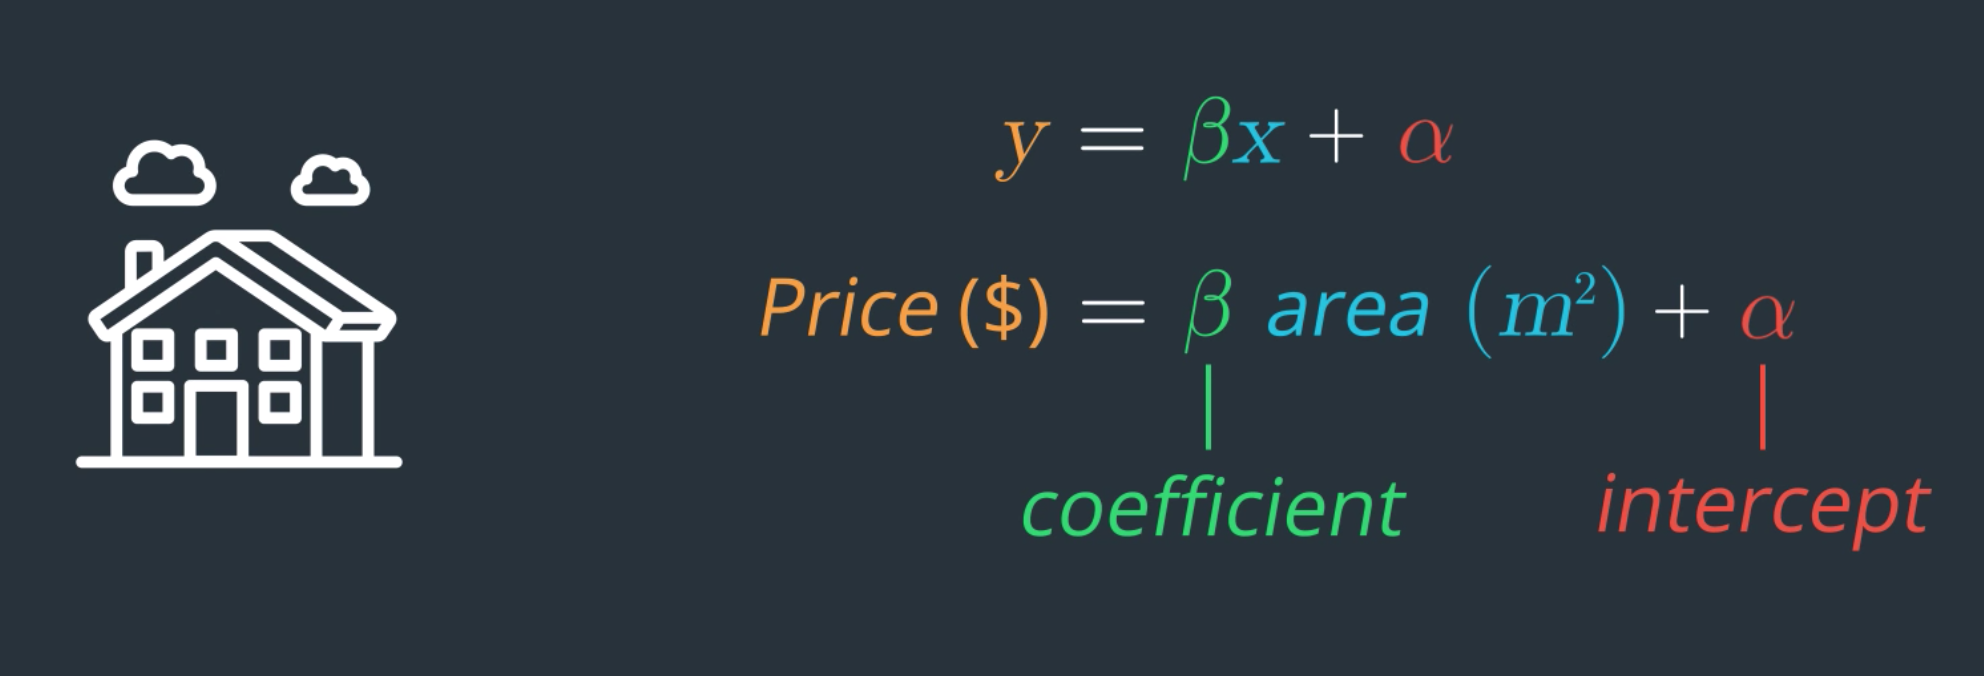 y = βx + α
Price ($) = β area (m²) + α
coefficient intercept